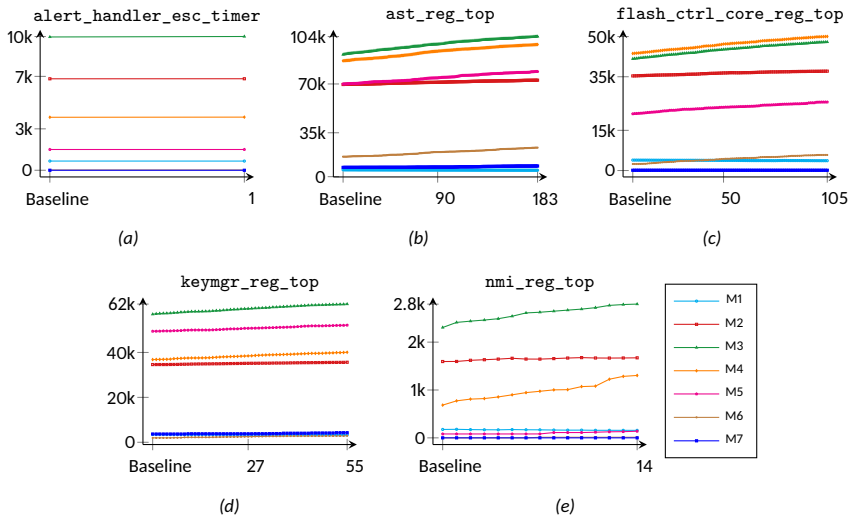 alert_handler_esc_timer
10k
7k
3k
0
Baseline
1
(a)
ast_reg_top
104k
70k
35k
0
Baseline
90
183
(b)
flash_ctrl_core_reg_top
50k
35k
15k
0
Baseline
50
105
(c)
keymgr_reg_top
62k
40k
20k
0
Baseline
27
55
(d)
nmi_reg_top
2.8k
2k
1k
0
Baseline
14
(e)
M1
M2
M3
M4
M5
M6
M7